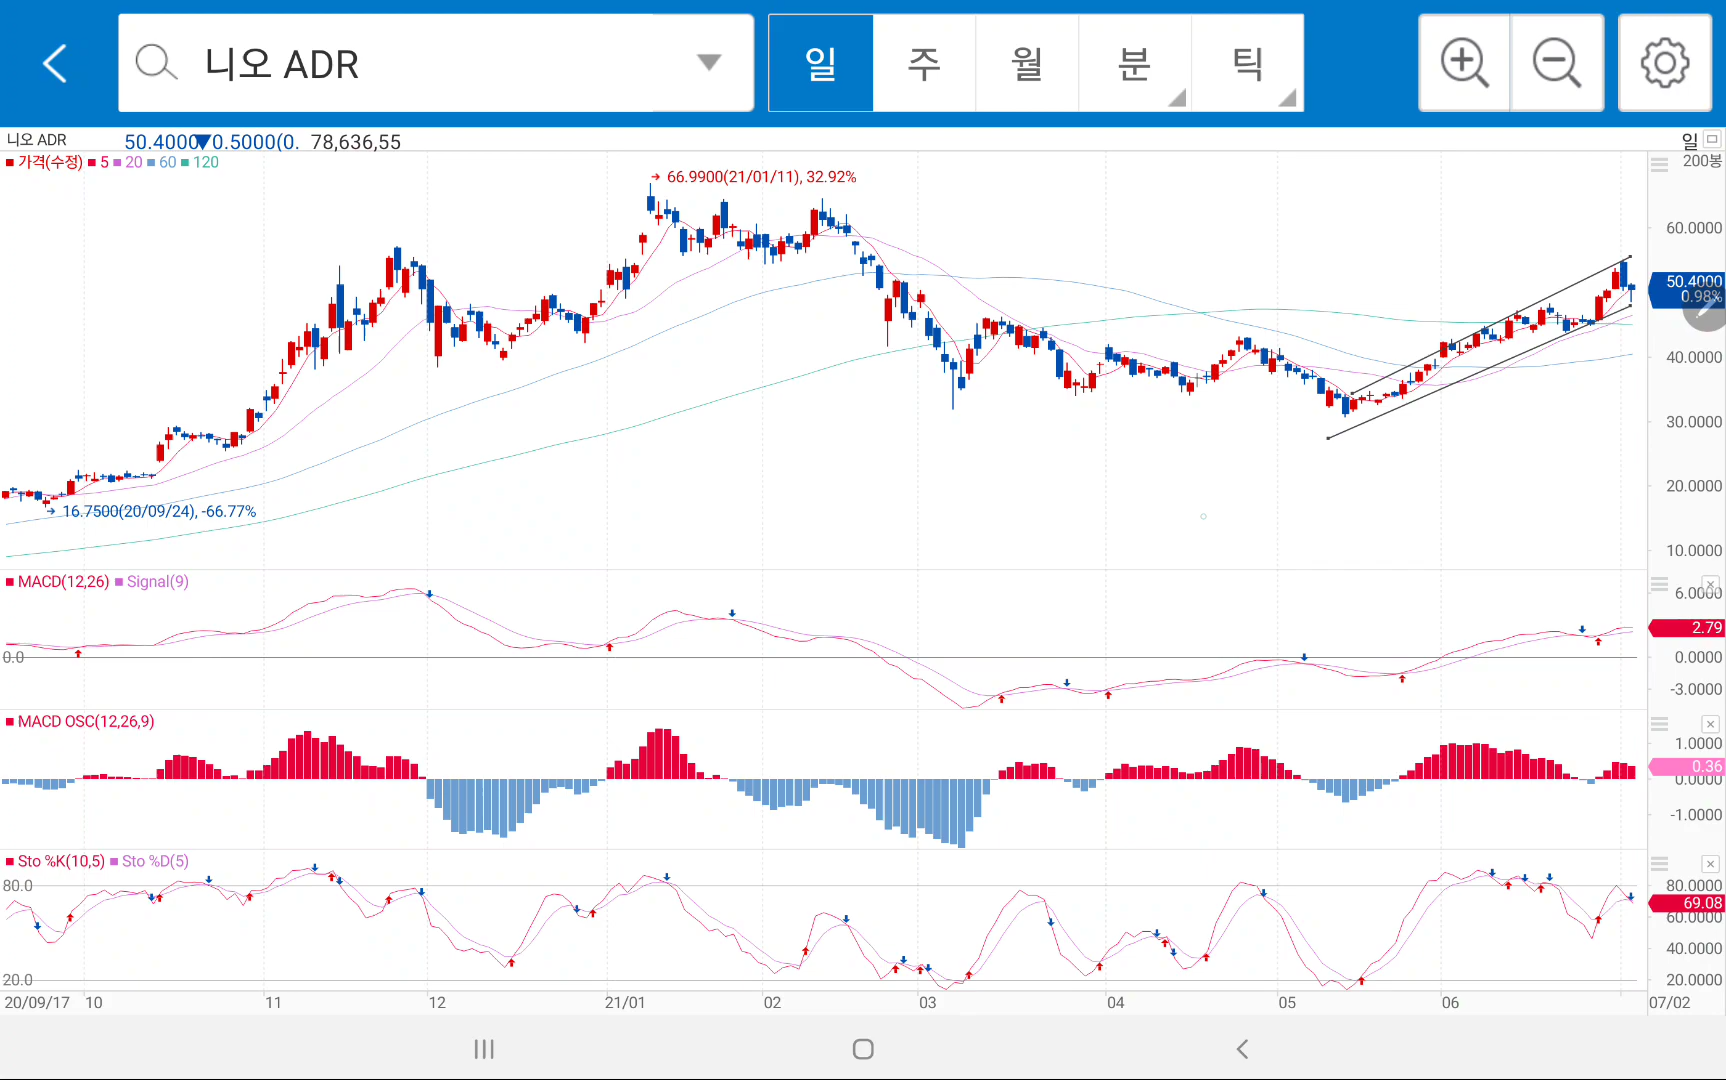 니오 ADR
일 주 월 분 틱
니오 ADR 50.4000▼0.5000(0. 78,636,55 일
가격(수정) 5 20 60 120 200봉
66.9900(21/01/11), 32.92%
60.0000
50.4000
0.98%
40.0000
30.0000
20.0000
16.7500(20/09/24), -66.77%
10.0000
MACD(12,26) Signal(9)
6.0000
2.79
0.0 0.0000
-3.0000
MACD OSC(12,26,9)
1.0000
0.36
0.0000
-1.0000
Sto %K(10,5) Sto %D(5)
80.0 80.0000
69.08
60.0000
40.0000
20.0 20.0000
20/09/17 10 11 12 21/01 02 03 04 05 06 07/02